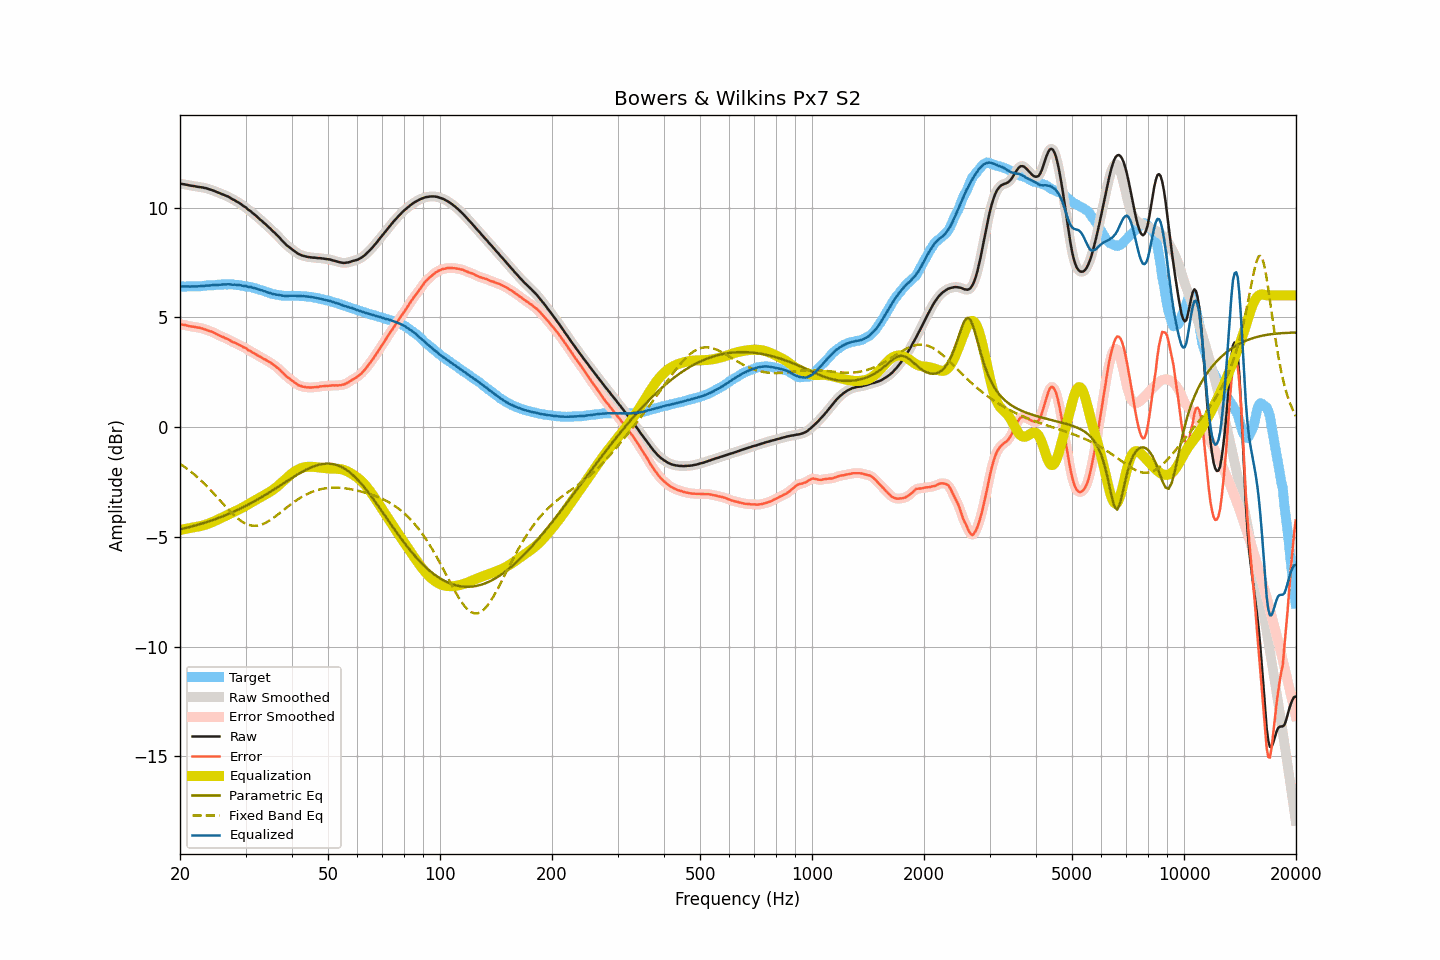 Bowers & Wilkins Px7 S2
Amplitude (dBr)
10
5
0
−5
−10
−15
Target
Raw Smoothed
Error Smoothed
Raw
Error
Equalization
Parametric Eq
Fixed Band Eq
Equalized
20 50 100 200 500 1000 2000 5000 10000 20000
Frequency (Hz)